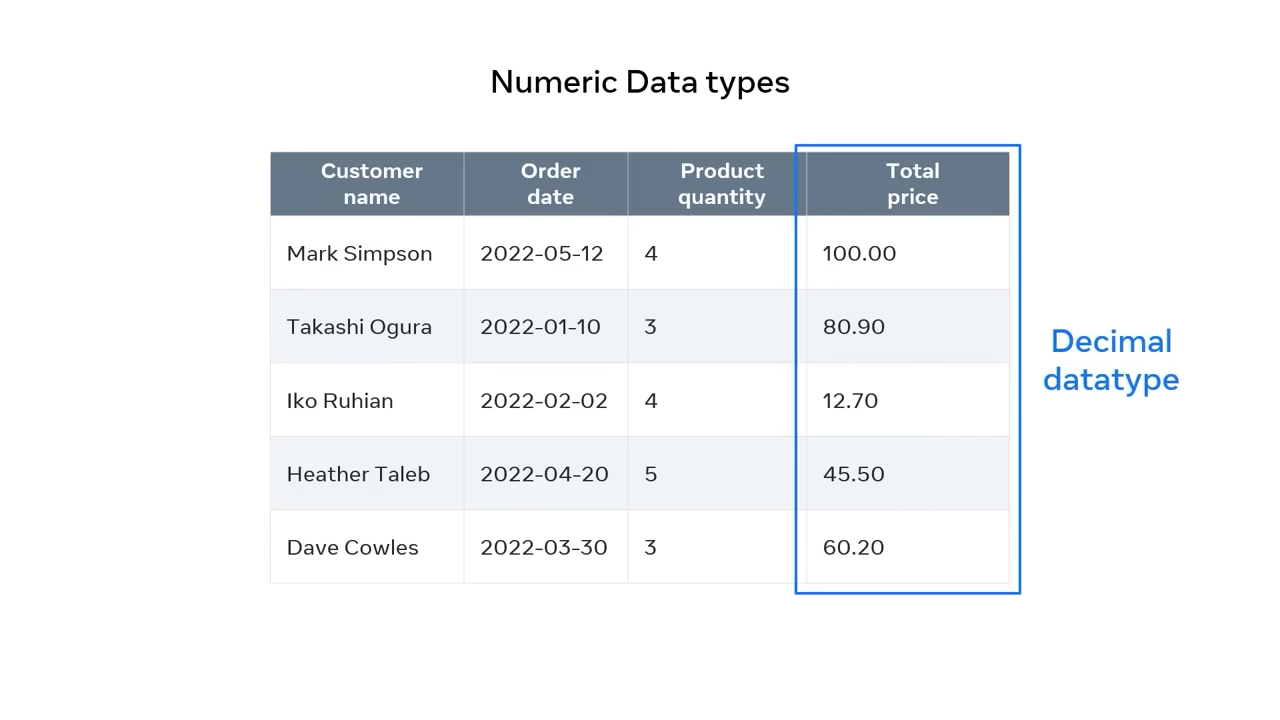 Numeric Data types
Customer name Order date Product quantity Total price
Mark Simpson 2022-05-12 4 100.00
Takashi Ogura 2022-01-10 3 80.90
Iko Ruhian 2022-02-02 4 12.70
Heather Taleb 2022-04-20 5 45.50
Dave Cowles 2022-03-30 3 60.20
Decimal
datatype